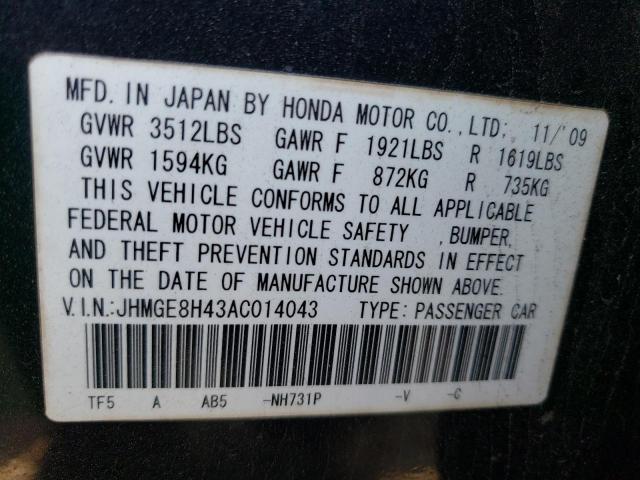 MFD. IN JAPAN BY HONDA MOTOR CO.,LTD; 11/'09
GVWR 3512LBS GAWR F 1921LBS R 1619LBS
GVWR 1594KG GAWR F 872KG R 735KG
THIS VEHICLE CONFORMS TO ALL APPLICABLE
FEDERAL MOTOR VEHICLE SAFETY ,BUMPER,
AND THEFT PREVENTION STANDARDS IN EFFECT
ON THE DATE OF MANUFACTURE SHOWN ABOVE.
V.I.N.:JHMGE8H43AC014043 TYPE: PASSENGER CAR
TF5 A AB5 -NH731P -V -C